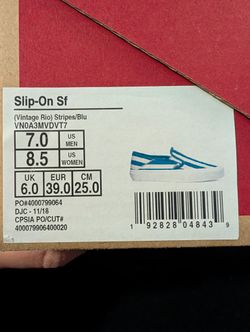 Slip-On Sf
(Vintage Rio) Stripes/Blu
VN0A3MVDVT7
7.0 US MEN
8.5 US WOMEN
UK EUR CM
6.0 39.0 25.0
PO#4000799064
DJC - 11/18
CPSIA PO/CUT#
400079906400020
1 92828 04843 9